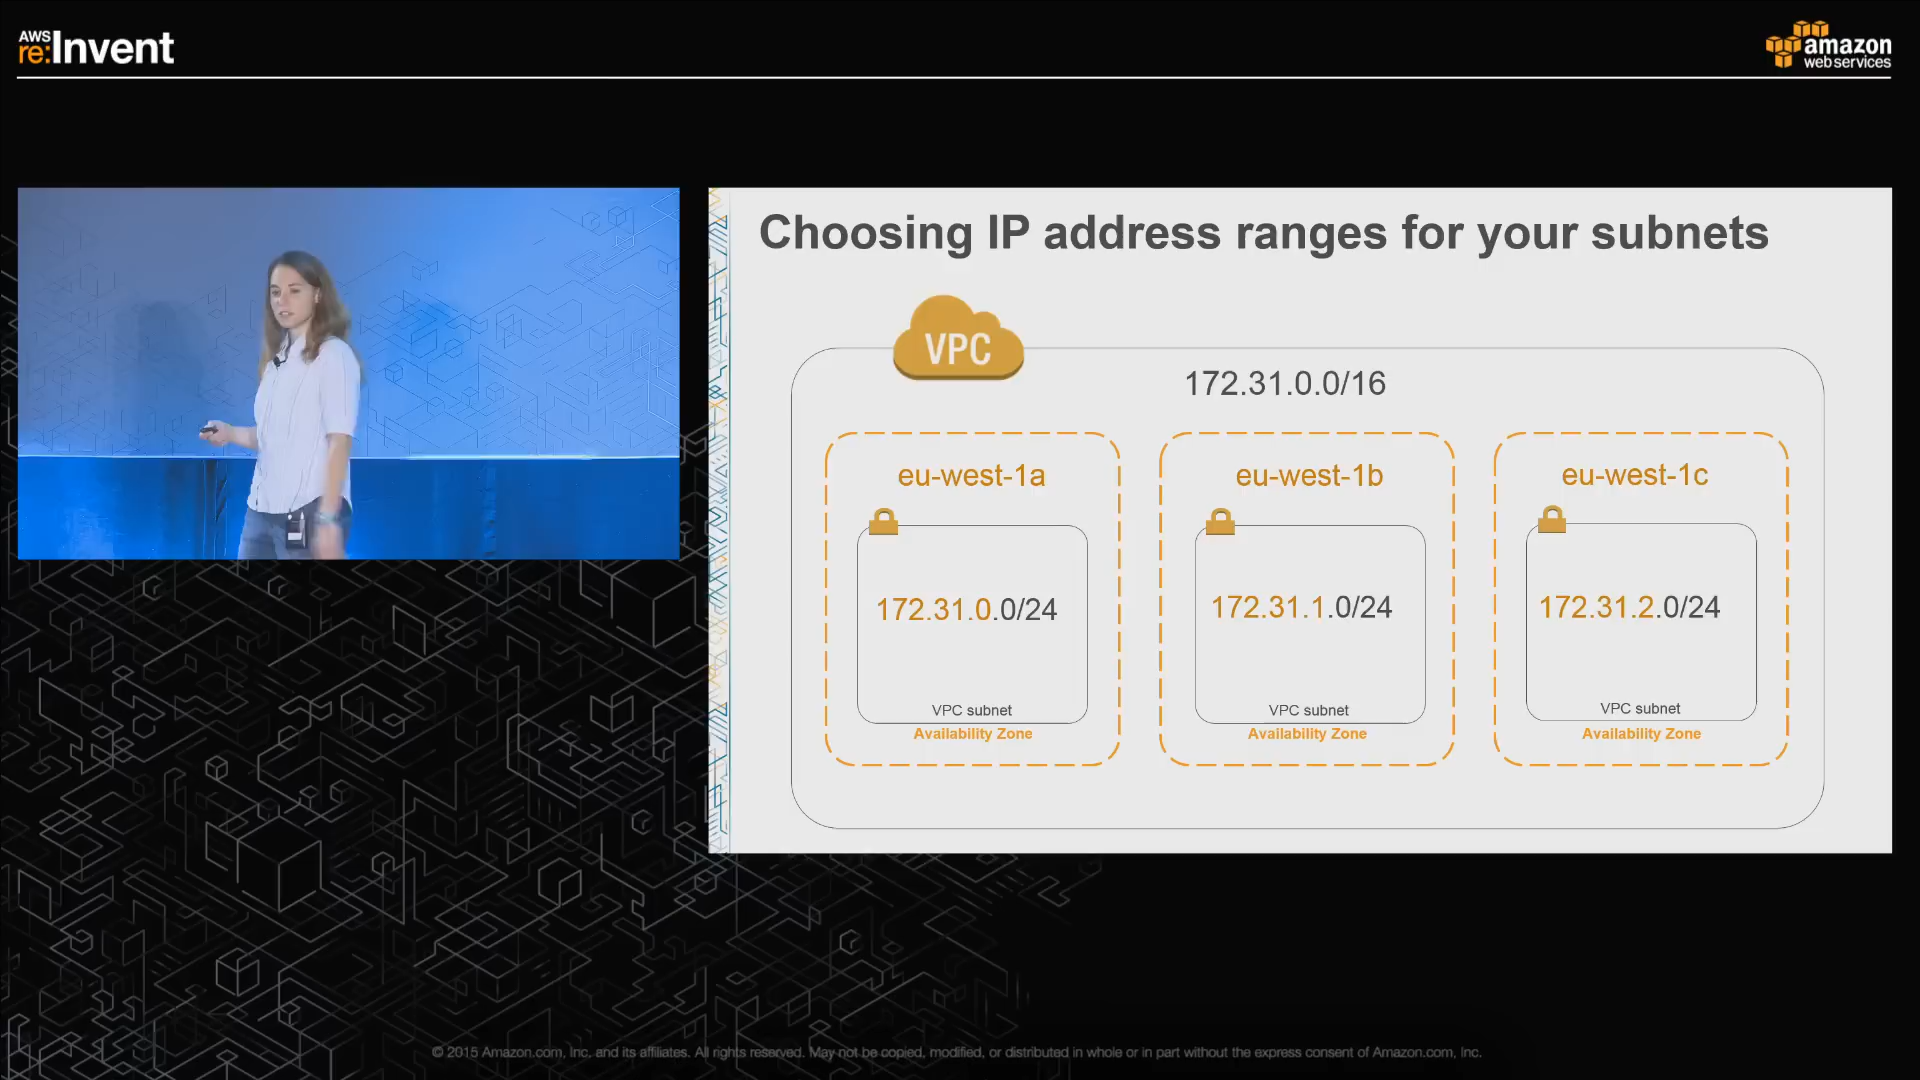 AWS
re:Invent
amazon
web services
Choosing IP address ranges for your subnets
VPC
172.31.0.0/16
eu-west-1a
172.31.0.0/24
VPC subnet
Availability Zone
eu-west-1b
172.31.1.0/24
VPC subnet
Availability Zone
eu-west-1c
172.31.2.0/24
VPC subnet
Availability Zone
© 2015 Amazon.com, Inc. and its affiliates. All rights reserved. May not be copied, modified, or distributed in whole or in part without the express consent of Amazon.com, Inc.